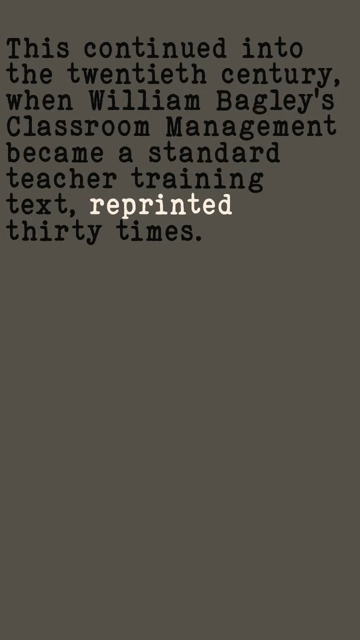 This continued into
the twentieth century,
when William Bagley's
Classroom Management
became a standard
teacher training
text, reprinted
thirty times.